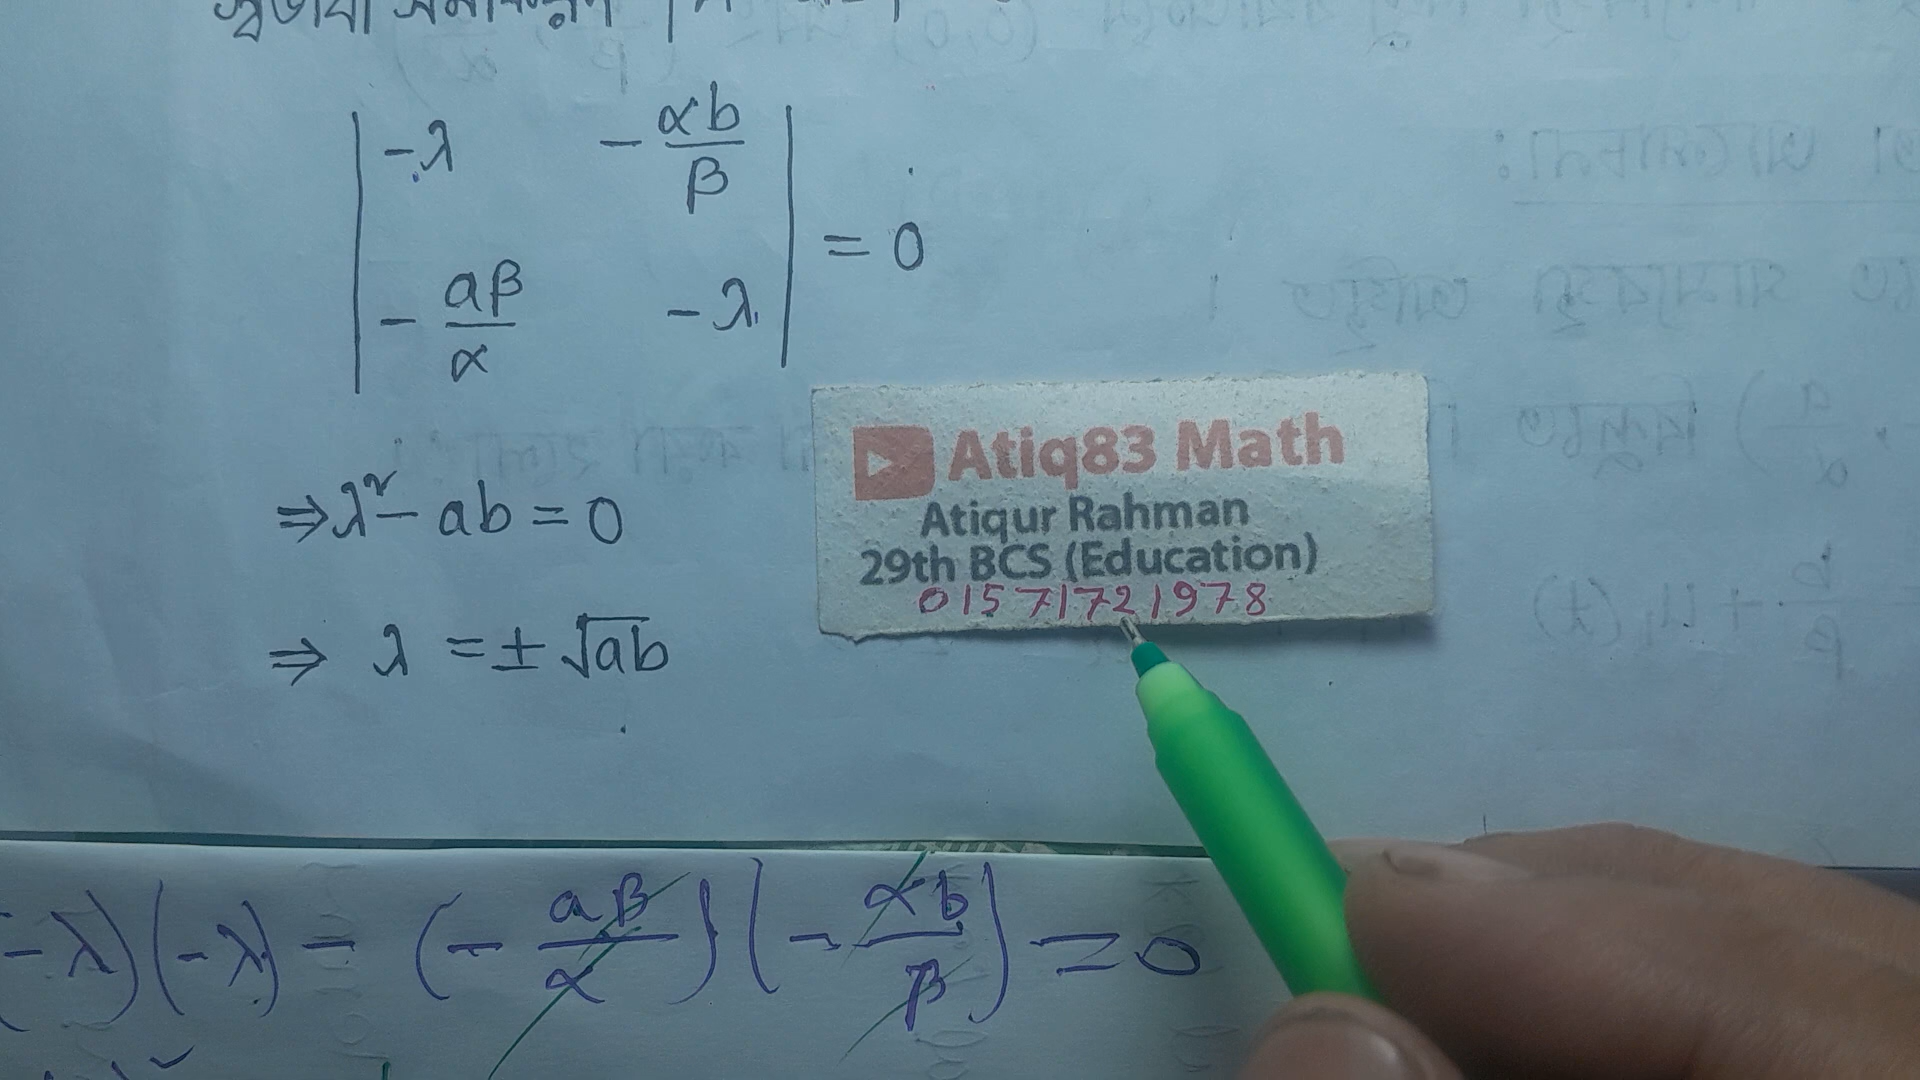 -λ  - αb/β
- aβ/α  - λ
= 0
⇒ λ² - ab = 0
⇒ λ = ± √ab
Atiq83 Math
Atiqur Rahman
29th BCS (Education)
01571721978
-λ)(-λ) - (- aβ/α)(- αb/β) = 0